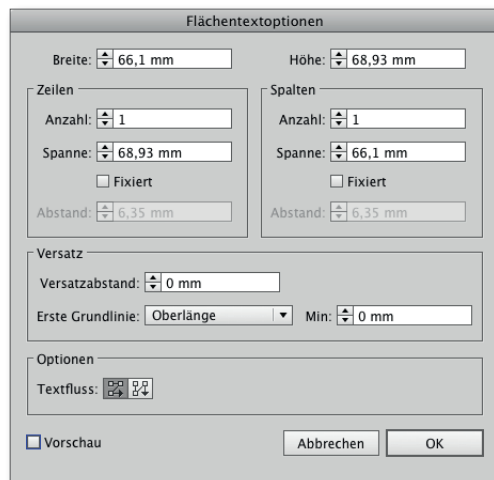 Flächentextoptionen
Breite: 66,1 mm Höhe: 68,93 mm
Zeilen Spalten
Anzahl: 1 Anzahl: 1
Spanne: 68,93 mm Spanne: 66,1 mm
Fixiert Fixiert
Abstand: 6,35 mm Abstand: 6,35 mm
Versatz
Versatzabstand: 0 mm
Erste Grundlinie: Oberlänge Min: 0 mm
Optionen
Textfluss:
Vorschau Abbrechen OK